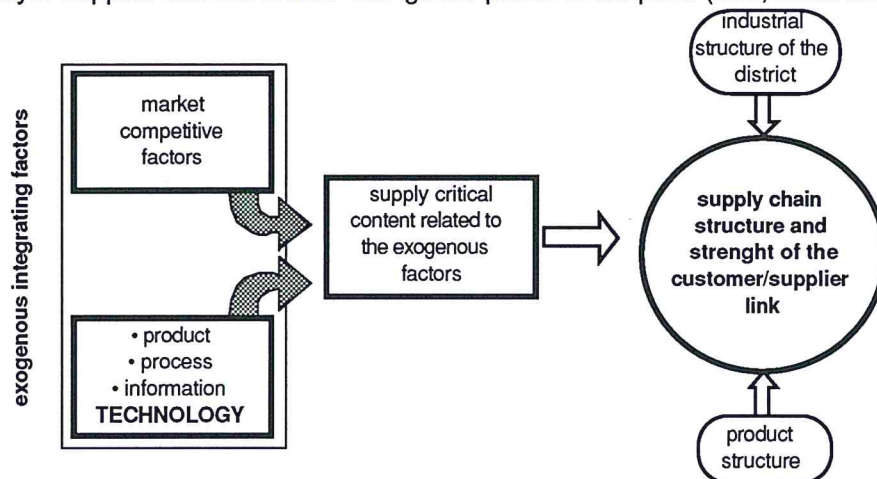 exogenous integrating factors
market
competitive
factors
• product
• process
• information
TECHNOLOGY
supply critical
content related to
the exogenous
factors
industrial
structure of the
district
supply chain
structure and
strenght of the
customer/supplier
link
product
structure